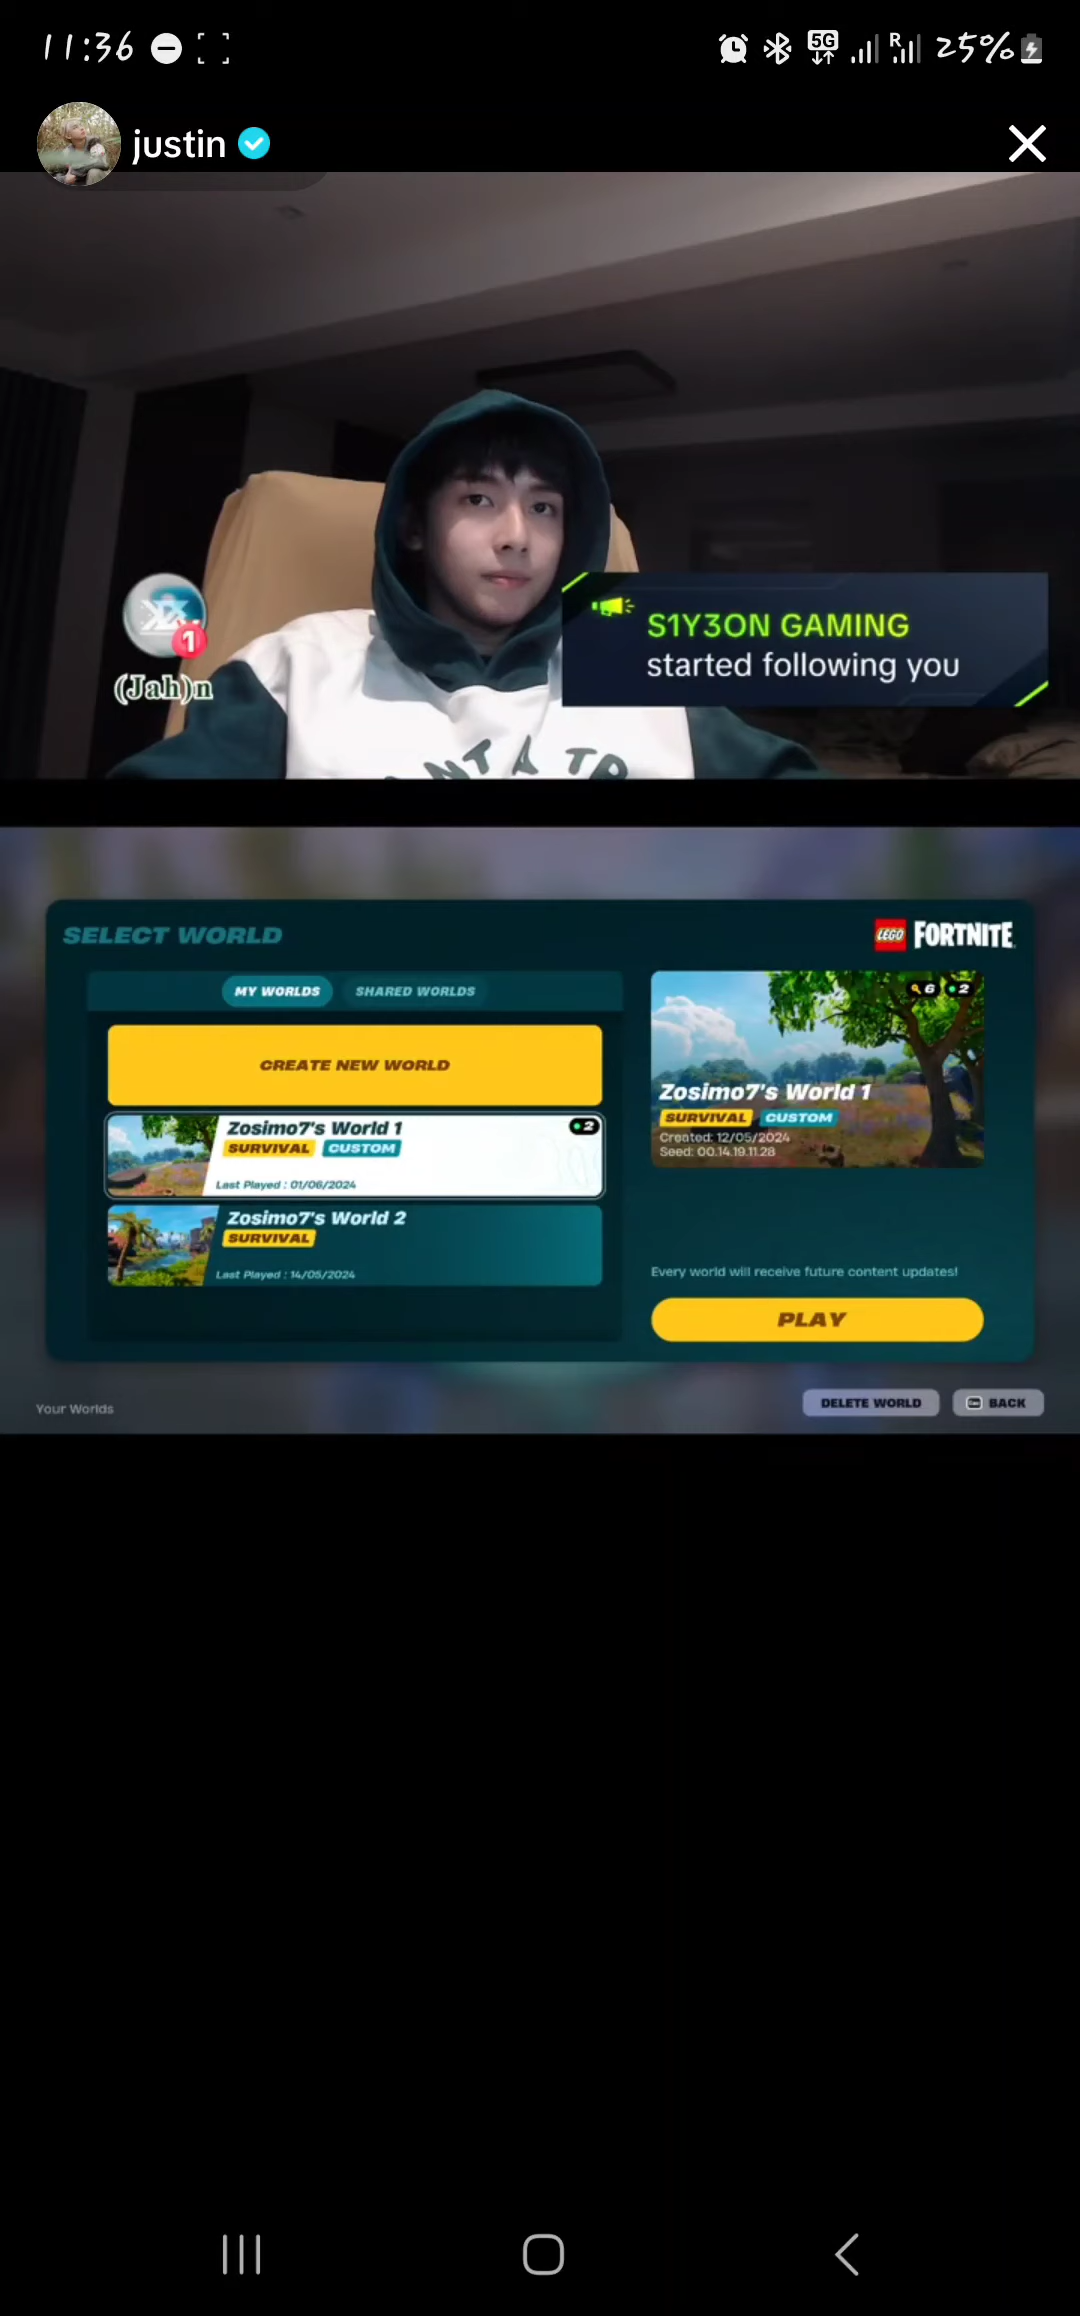 11:36
5G
R
25%
justin
1
(Jah)n
S1Y3ON GAMING
started following you
SELECT WORLD
LEGO FORTNITE
MY WORLDS
SHARED WORLDS
6
2
CREATE NEW WORLD
Zosimo7's World 1
SURVIVAL
CUSTOM
2
Last Played : 01/06/2024
Zosimo7's World 1
SURVIVAL
CUSTOM
Created: 12/05/2024
Seed: 00.14.19.11.28
Zosimo7's World 2
SURVIVAL
Last Played : 14/05/2024
Every world will receive future content updates!
PLAY
Your Worlds
DELETE WORLD
BACK